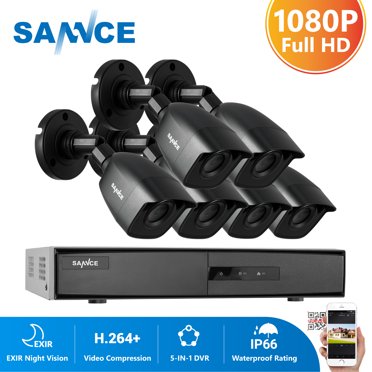 SANNCE
1080P
Full HD
SANNCE
SANNCE
EXIR
H.264+
5-IN-1 DVR
IP66
EXIR Night Vision
Video Compression
Waterproof Rating